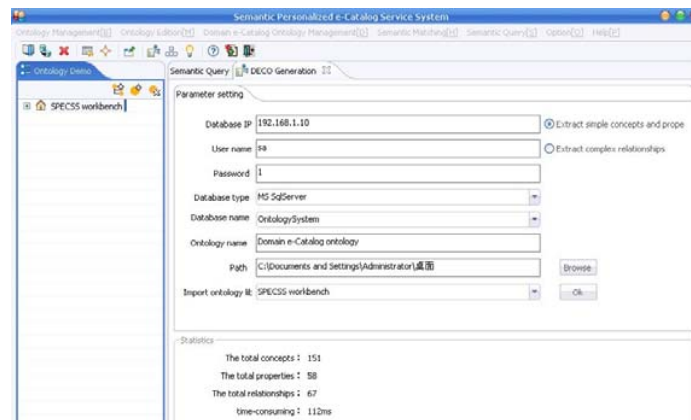 Semantic Personalized e-Catalog Service System
Ontology Management[U] Ontology Editor[M] Domain e-Catalog Ontology Management[D] Semantic Matching[M] Semantic Query[S] Option[O] Help[P]
Ontology Demo
Semantic Query DECO Generation
SPECSS workbench
Parameter setting
Database IP 192.168.1.10 Extract simple concepts and prope
User name sa Extract complex relationships
Password 1
Database type MS SqlServer
Database name OntologySystem
Ontology name Domain e-Catalog ontology
Path C:\Documents and Settings\Administrator\桌面 Browse
Import ontology lit SPECSS workbench Ok
Statistics
The total concepts: 151
The total properties: 58
The total relationships: 67
time-consuming: 112ms